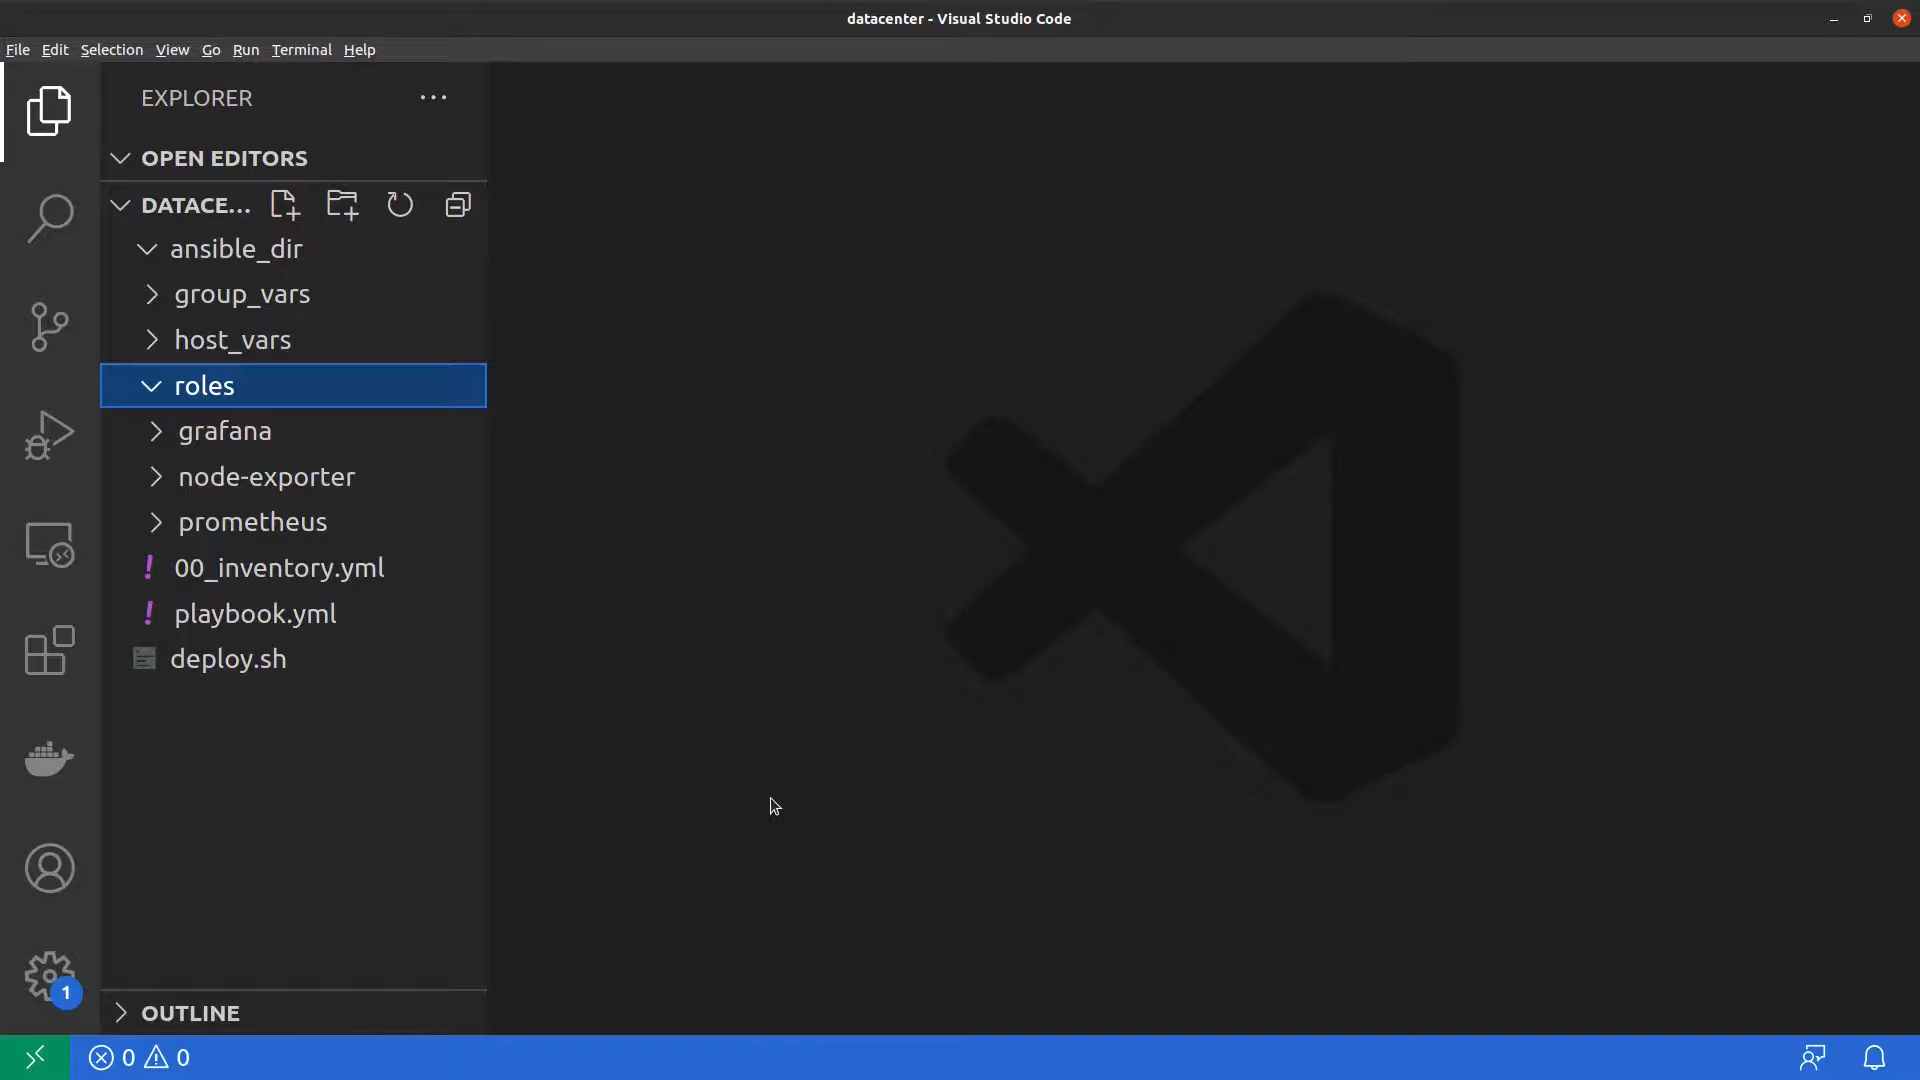 datacenter - Visual Studio Code
File Edit Selection View Go Run Terminal Help
EXPLORER
OPEN EDITORS
DATACE...
ansible_dir
group_vars
host_vars
roles
grafana
node-exporter
prometheus
! 00_inventory.yml
! playbook.yml
deploy.sh
1
OUTLINE
0 0